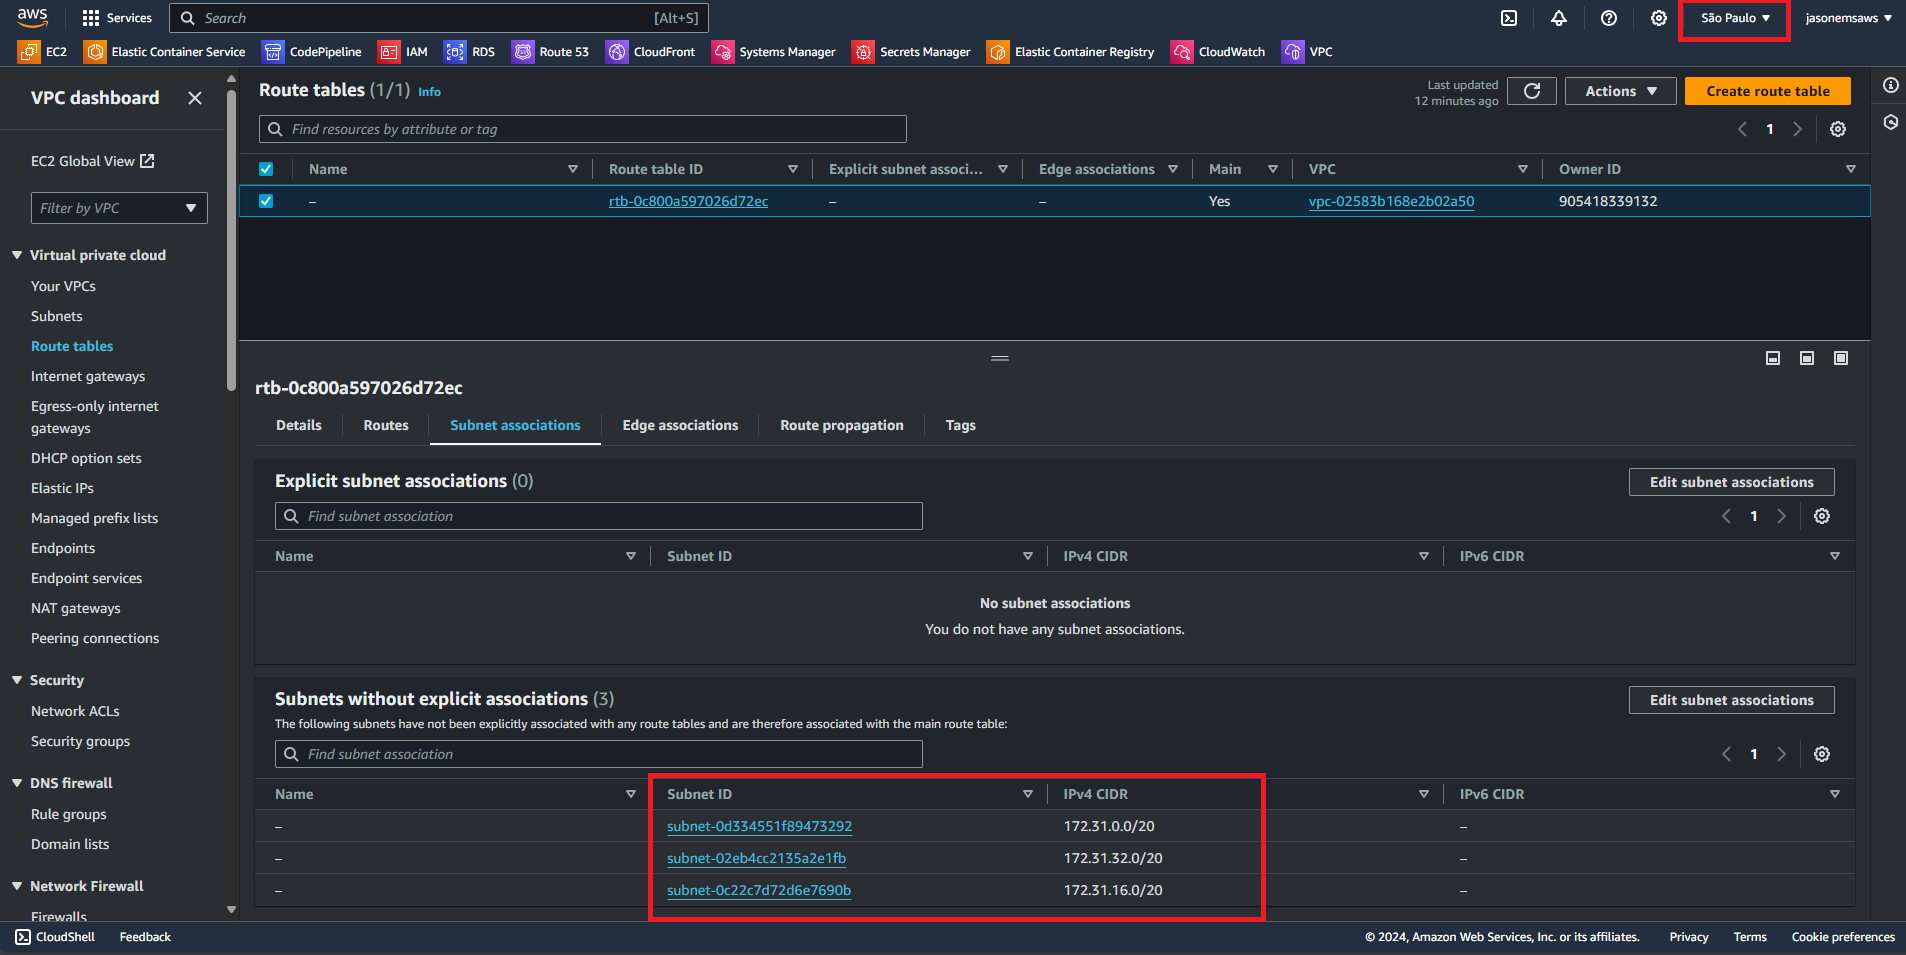 aws
Services
Search [Alt+S]
São Paulo
jasonemsaws
EC2 Elastic Container Service CodePipeline IAM RDS Route 53 CloudFront Systems Manager Secrets Manager Elastic Container Registry CloudWatch VPC
VPC dashboard
EC2 Global View
Filter by VPC
Virtual private cloud
Your VPCs
Subnets
Route tables
Internet gateways
Egress-only internet
gateways
DHCP option sets
Elastic IPs
Managed prefix lists
Endpoints
Endpoint services
NAT gateways
Peering connections
Security
Network ACLs
Security groups
DNS firewall
Rule groups
Domain lists
Network Firewall
Firewalls
Route tables (1/1) Info
Last updated
12 minutes ago
Actions
Create route table
Find resources by attribute or tag
1
Name Route table ID Explicit subnet associ... Edge associations Main VPC Owner ID
– rtb-0c800a597026d72ec – – Yes vpc-02583b168e2b02a50 905418339132
rtb-0c800a597026d72ec
Details Routes Subnet associations Edge associations Route propagation Tags
Explicit subnet associations (0)
Edit subnet associations
Find subnet association
1
Name Subnet ID IPv4 CIDR IPv6 CIDR
No subnet associations
You do not have any subnet associations.
Subnets without explicit associations (3)
Edit subnet associations
The following subnets have not been explicitly associated with any route tables and are therefore associated with the main route table:
Find subnet association
1
Name Subnet ID IPv4 CIDR IPv6 CIDR
– subnet-0d334551f89473292 172.31.0.0/20 –
– subnet-02eb4cc2135a2e1fb 172.31.32.0/20 –
– subnet-0c22c7d72d6e7690b 172.31.16.0/20 –
CloudShell Feedback
© 2024, Amazon Web Services, Inc. or its affiliates. Privacy Terms Cookie preferences